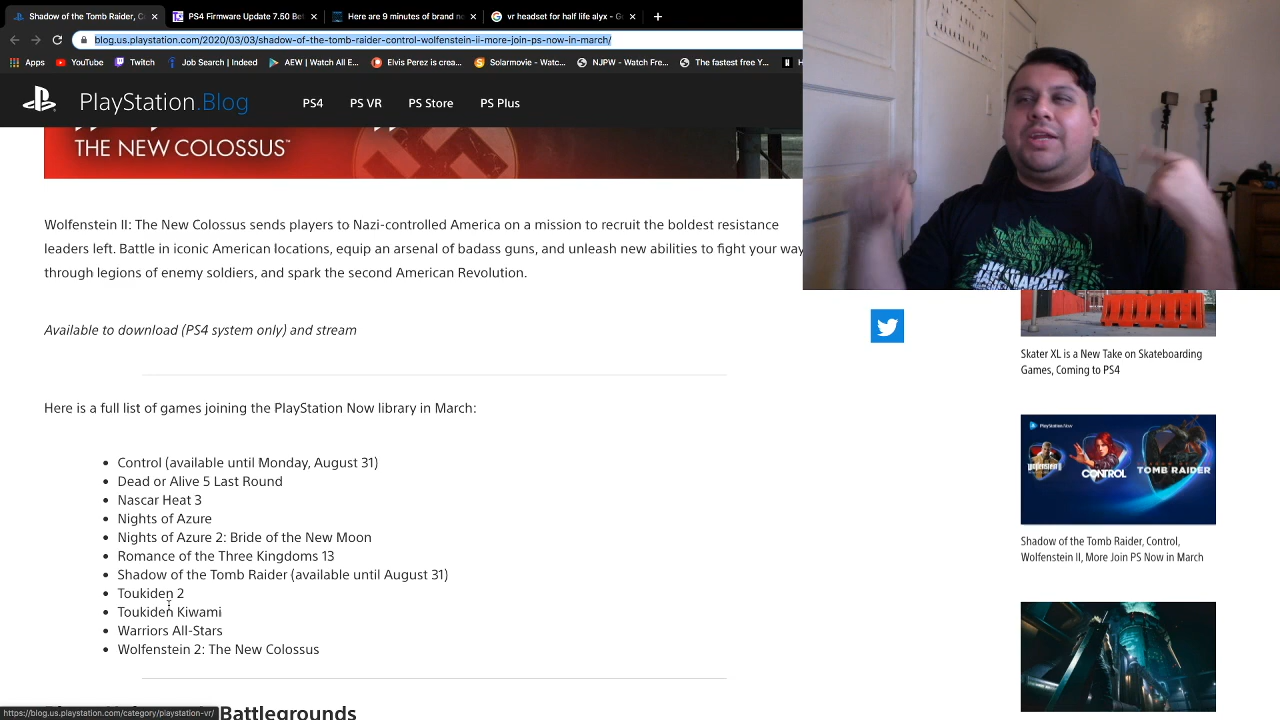 Shadow of the Tomb Raider, C
PS4 Firmware Update 7.50 Be
Here are 9 minutes of brand n
vr headset for half life alyx - G
blog.us.playstation.com/2020/03/03/shadow-of-the-tomb-raider-control-wolfenstein-ii-more-join-ps-now-in-march/
Apps YouTube Twitch Job Search | Indeed AEW | Watch All E... Elvis Perez is crea... Solarmovie - Watc... NJPW - Watch Fre... The fastest free Y... H
PlayStation.Blog PS4 PS VR PS Store PS Plus
THE NEW COLOSSUS™
Wolfenstein II: The New Colossus sends players to Nazi-controlled America on a mission to recruit the boldest resistance
leaders left. Battle in iconic American locations, equip an arsenal of badass guns, and unleash new abilities to fight your way
through legions of enemy soldiers, and spark the second American Revolution.
Available to download (PS4 system only) and stream
Here is a full list of games joining the PlayStation Now library in March:
Control (available until Monday, August 31)
Dead or Alive 5 Last Round
Nascar Heat 3
Nights of Azure
Nights of Azure 2: Bride of the New Moon
Romance of the Three Kingdoms 13
Shadow of the Tomb Raider (available until August 31)
Toukiden 2
Toukiden Kiwami
Warriors All-Stars
Wolfenstein 2: The New Colossus
Battlegrounds
https://blog.us.playstation.com/category/playstation-vr/
Skater XL is a New Take on Skateboarding
Games, Coming to PS4
PlayStation Now
CONTROL
TOMB RAIDER
Shadow of the Tomb Raider, Control,
Wolfenstein II, More Join PS Now in March